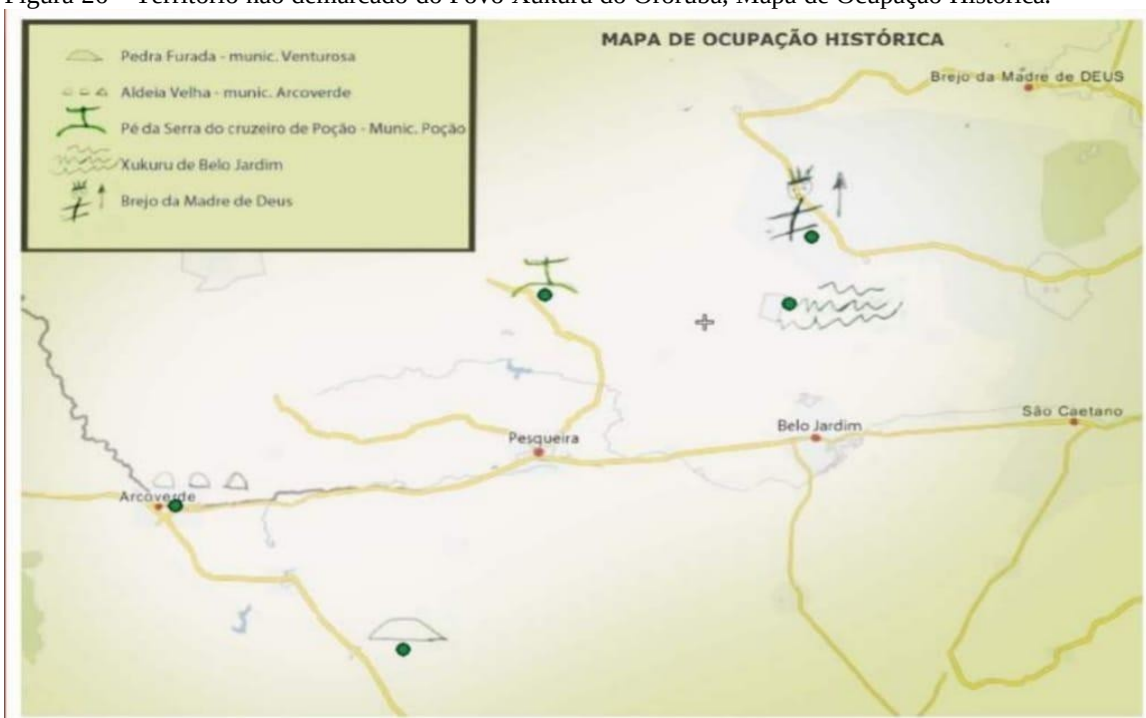 Figura 20 – Território não demarcado do Povo Xukuru do Ororubá, Mapa de Ocupação Histórica.
MAPA DE OCUPAÇÃO HISTÓRICA
Pedra Furada - munic. Venturosa
Aldeia Velha - munic. Arcoverde
Pé da Serra do cruzeiro de Poção - Munic. Poção
Xukuru de Belo Jardim
Brejo da Madre de Deus
Brejo da Madre de DEUS
São Caetano
Belo Jardim
Pesqueira
Arcoverde